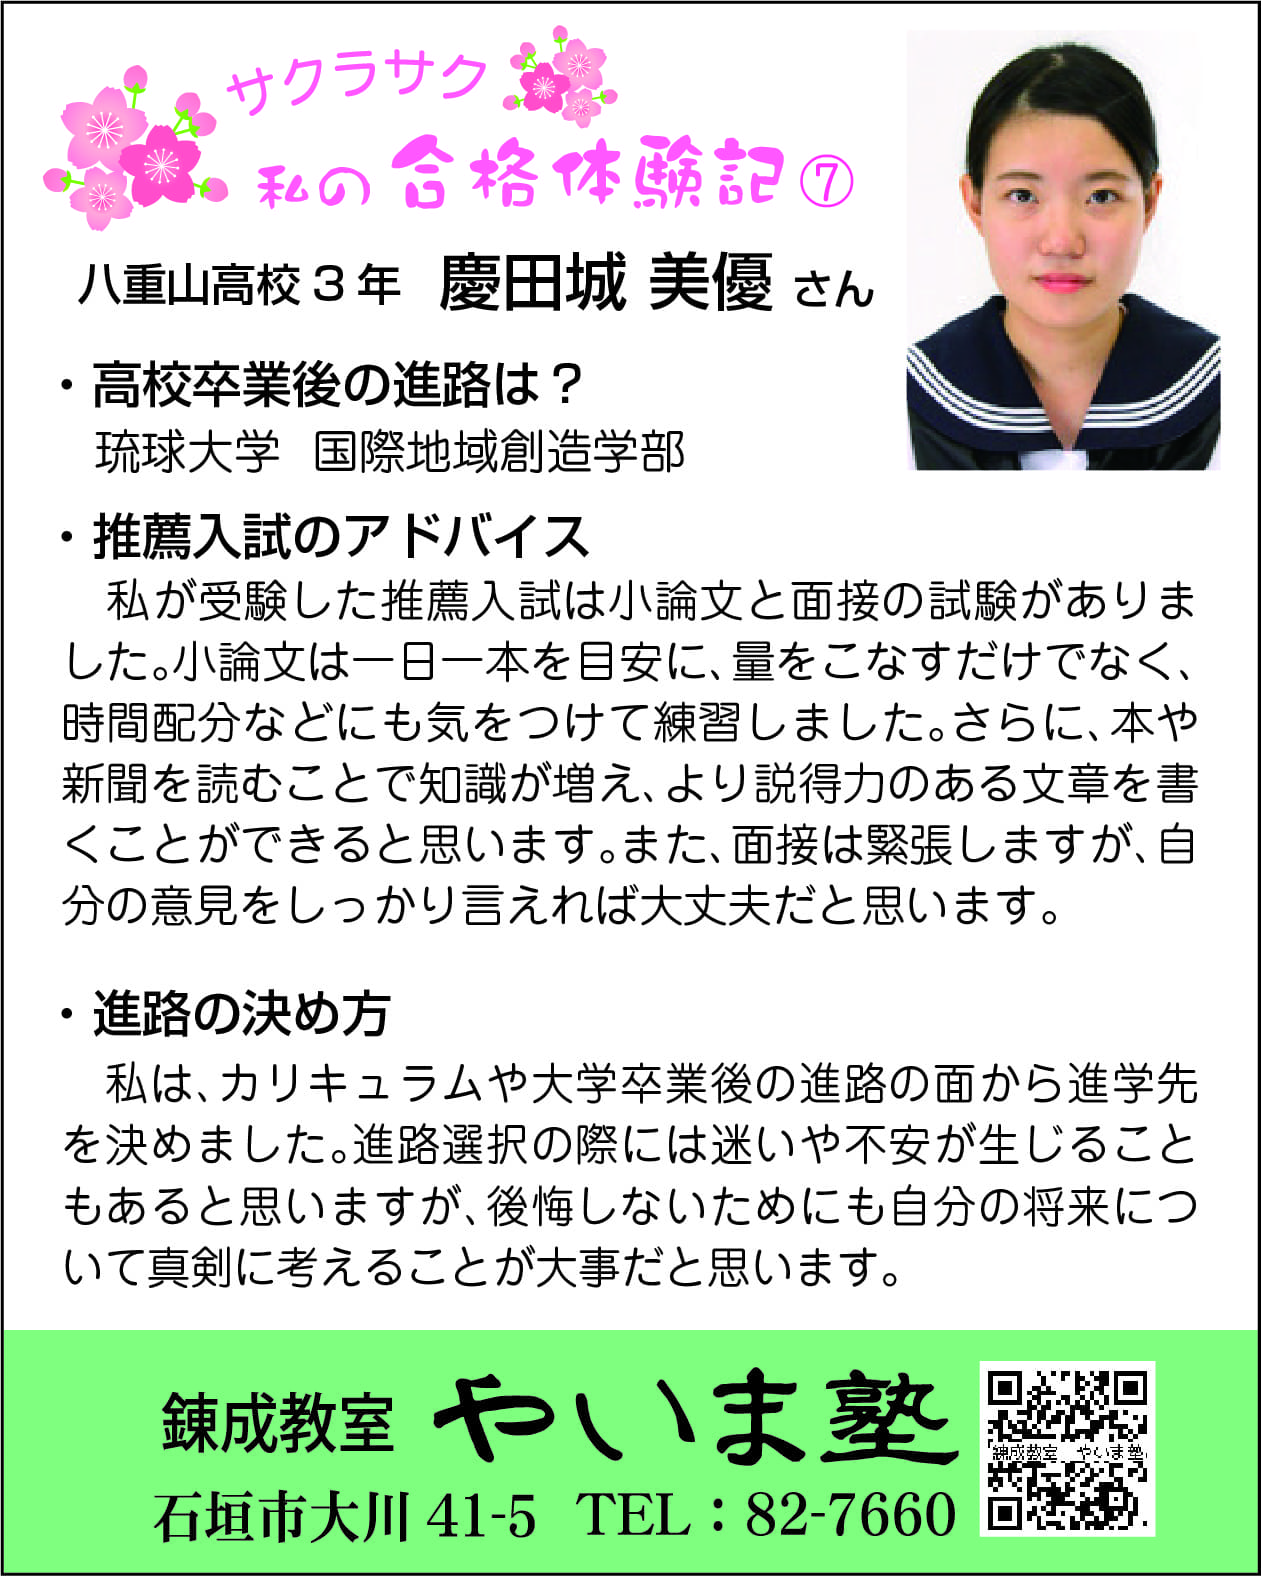 サクラサク
私の合格体験記⑦
八重山高校3年 慶田城 美優 さん
・高校卒業後の進路は？
琉球大学 国際地域創造学部
・推薦入試のアドバイス
私が受験した推薦入試は小論文と面接の試験がありま
した。小論文は一日一本を目安に、量をこなすだけでなく、
時間配分などにも気をつけて練習しました。さらに、本や
新聞を読むことで知識が増え、より説得力のある文章を書
くことができると思います。また、面接は緊張しますが、自
分の意見をしっかり言えれば大丈夫だと思います。
・進路の決め方
私は、カリキュラムや大学卒業後の進路の面から進学先
を決めました。進路選択の際には迷いや不安が生じること
もあると思いますが、後悔しないためにも自分の将来につ
いて真剣に考えることが大事だと思います。
錬成教室 やいま塾
錬成教室 やいま塾
石垣市大川 41-5 TEL：82-7660